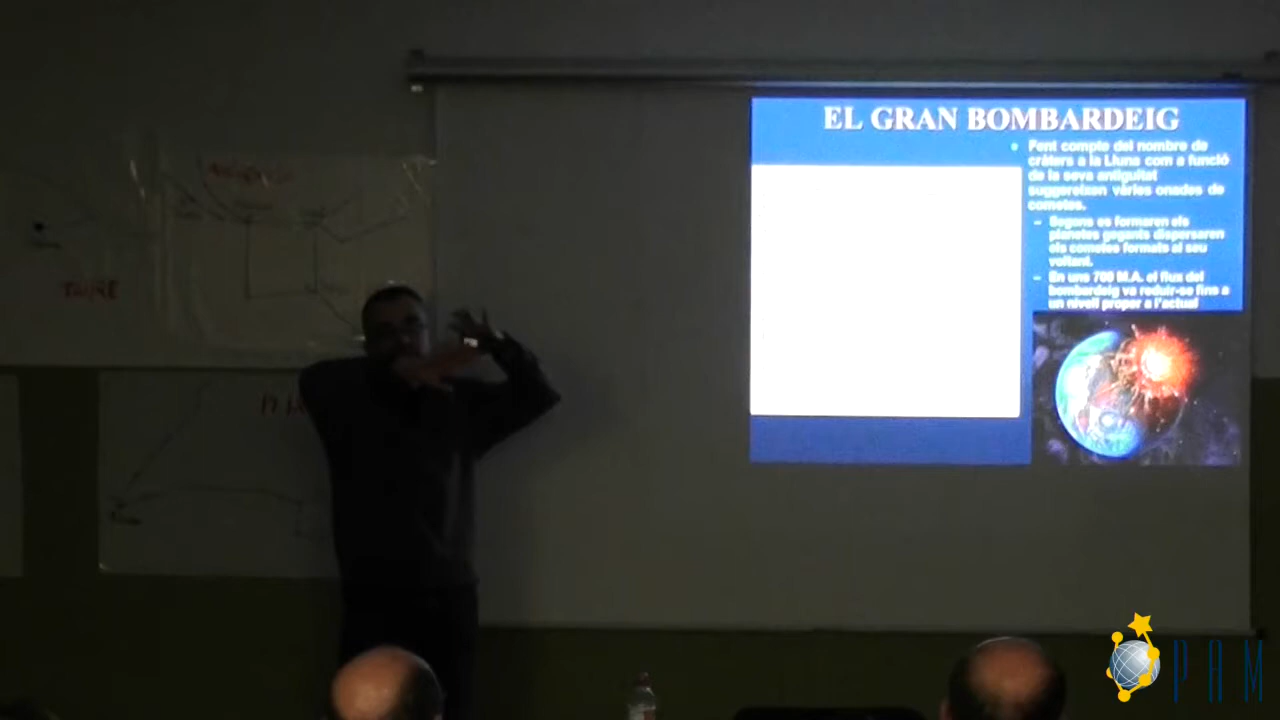 EL GRAN BOMBARDEIG
Fent compte del nombre de
cràters a la Lluna com a funció
de la seva antiguitat
suggereixen vàries onades de
cometes.
– Segons es formaren els
planetes gegants dispersaren
els cometes formats al seu
voltant.
– En uns 700 M.A. el flux del
bombardeig va reduir-se fins a
un nivell proper a l'actual
PAM